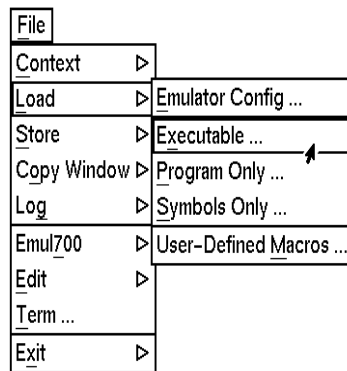 File
Context
Load
Store
Copy Window
Log
Emul700
Edit
Term ...
Exit
Emulator Config ...
Executable ...
Program Only ...
Symbols Only ...
User-Defined Macros ...